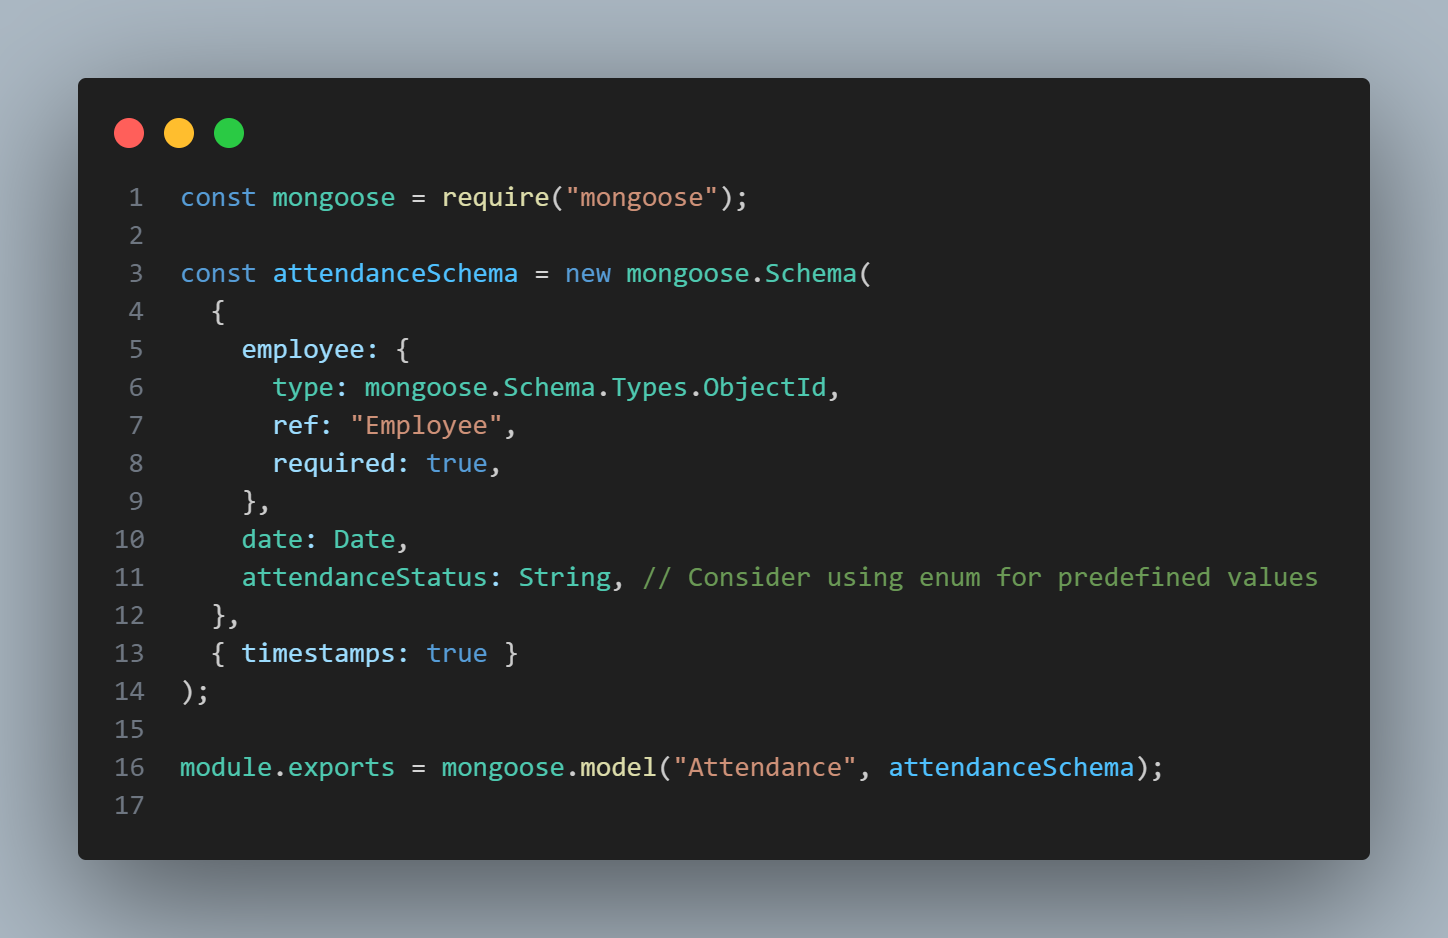 1 const mongoose = require("mongoose");
2
3 const attendanceSchema = new mongoose.Schema(
4   {
5     employee: {
6       type: mongoose.Schema.Types.ObjectId,
7       ref: "Employee",
8       required: true,
9     },
10     date: Date,
11     attendanceStatus: String, // Consider using enum for predefined values
12   },
13   { timestamps: true }
14 );
15
16 module.exports = mongoose.model("Attendance", attendanceSchema);
17